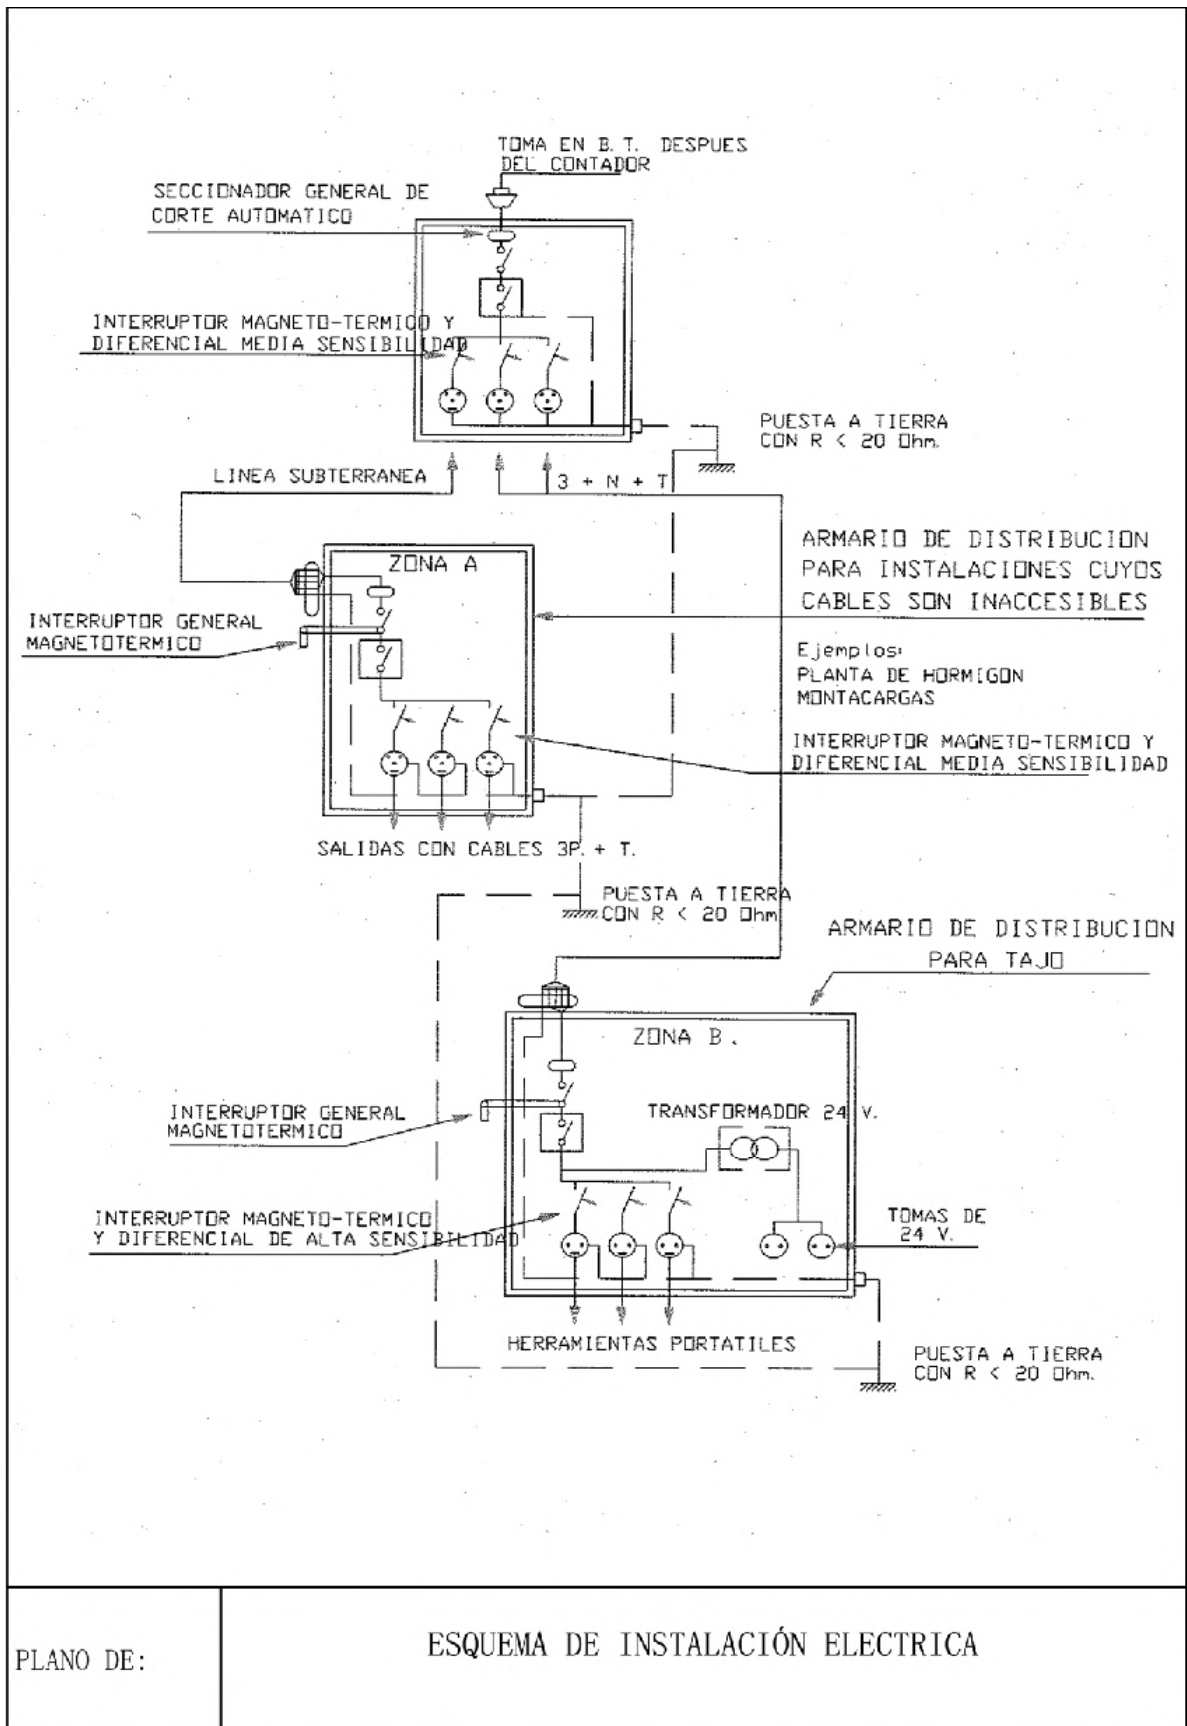 TOMA EN B. T. DESPUES
DEL CONTADOR
SECCIONADOR GENERAL DE
CORTE AUTOMATICO
INTERRUPTOR MAGNETO-TERMICO Y
DIFERENCIAL MEDIA SENSIBILIDAD
PUESTA A TIERRA
CON R < 20 Ohm.
LINEA SUBTERRANEA
3 + N + T
ZONA A
ARMARIO DE DISTRIBUCION
PARA INSTALACIONES CUYOS
CABLES SON INACCESIBLES
INTERRUPTOR GENERAL
MAGNETOTERMICO
Ejemplos:
PLANTA DE HORMIGON
MONTACARGAS
INTERRUPTOR MAGNETO-TERMICO Y
DIFERENCIAL MEDIA SENSIBILIDAD
SALIDAS CON CABLES 3P. + T.
PUESTA A TIERRA
CON R < 20 Ohm
ARMARIO DE DISTRIBUCION
PARA TAJO
ZONA B.
INTERRUPTOR GENERAL
MAGNETOTERMICO
TRANSFORMADOR 24 V.
INTERRUPTOR MAGNETO-TERMICO
Y DIFERENCIAL DE ALTA SENSIBILIDAD
TOMAS DE
24 V.
HERRAMIENTAS PORTATILES
PUESTA A TIERRA
CON R < 20 Ohm.
PLANO DE:
ESQUEMA DE INSTALACIÓN ELECTRICA